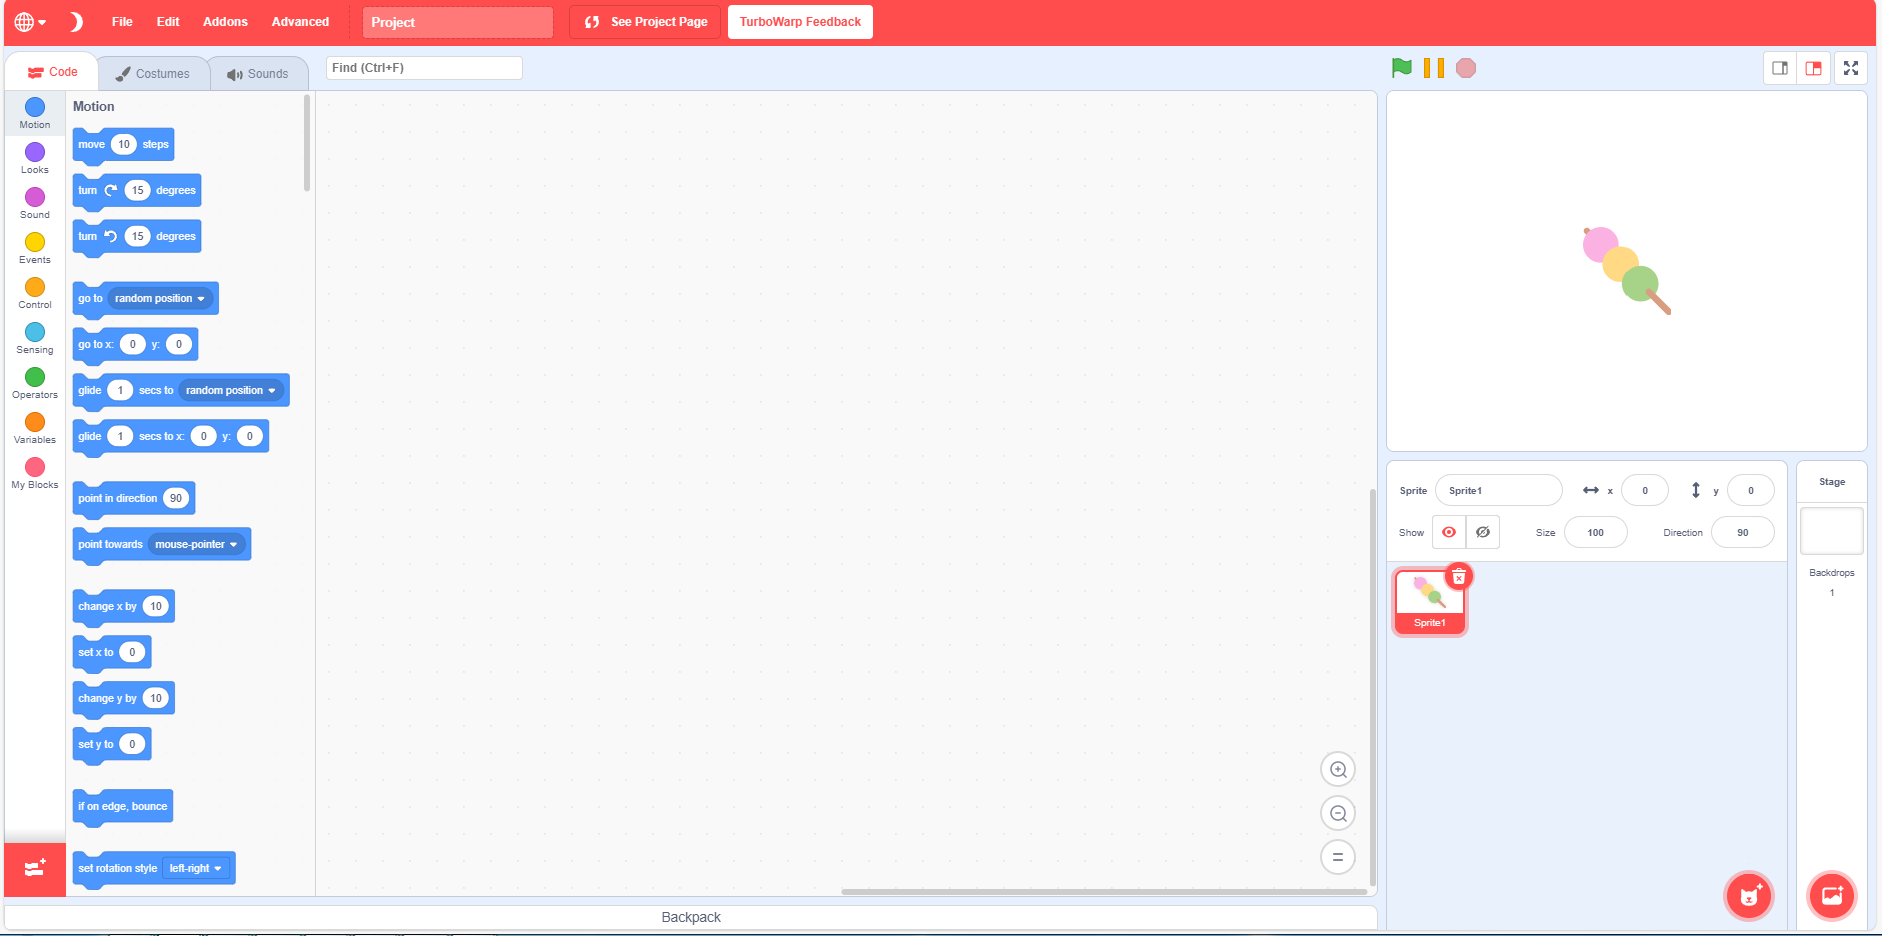 File Edit Addons Advanced Project See Project Page TurboWarp Feedback
Code Costumes Sounds Find (Ctrl+F)
Motion
Looks
Sound
Events
Control
Sensing
Operators
Variables
My Blocks
Motion
move 10 steps
turn 15 degrees
turn 15 degrees
go to random position
go to x: 0 y: 0
glide 1 secs to random position
glide 1 secs to x: 0 y: 0
point in direction 90
point towards mouse-pointer
change x by 10
set x to 0
change y by 10
set y to 0
if on edge, bounce
set rotation style left-right
Backpack
Sprite Sprite1 x 0 y 0
Show Size 100 Direction 90
Sprite1
Stage
Backdrops
1